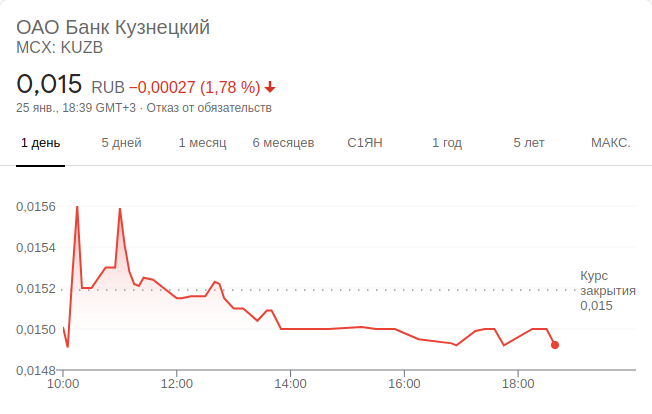 ОАО Банк Кузнецкий
MCX: KUZB
0,015 RUB −0,00027 (1,78 %)
25 янв., 18:39 GMT+3 · Отказ от обязательств
1 день 5 дней 1 месяц 6 месяцев С1ЯН 1 год 5 лет МАКС.
0,0156
0,0154
0,0152
0,0150
0,0148
Курс
закрытия
0,015
10:00 12:00 14:00 16:00 18:00